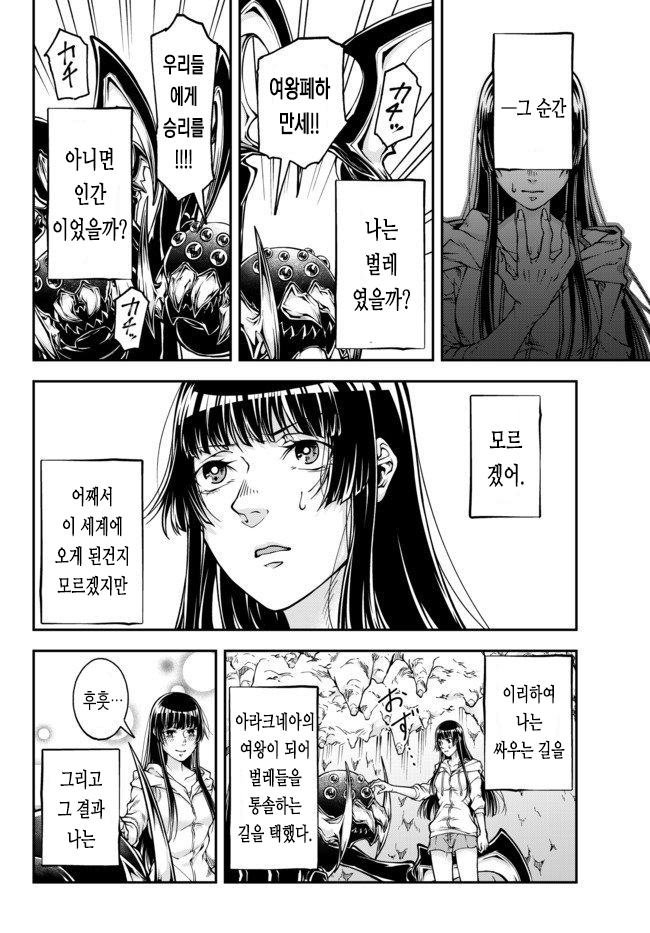 —그 순간
여왕폐하
만세!!
カチッ
나는
벌레
였을까?
우리들
에게
승리를
!!!!
カチ
아니면
인간
이었을까?
カチッ
모르
겠어.
어째서
이 세계에
오게 된건지
모르겠지만
이리하여
나는
싸우는 길을
おず…
아라크네아의
여왕이 되어
벌레들을
통솔하는
길을 택했다.
후훗…
그리고
그 결과
나는